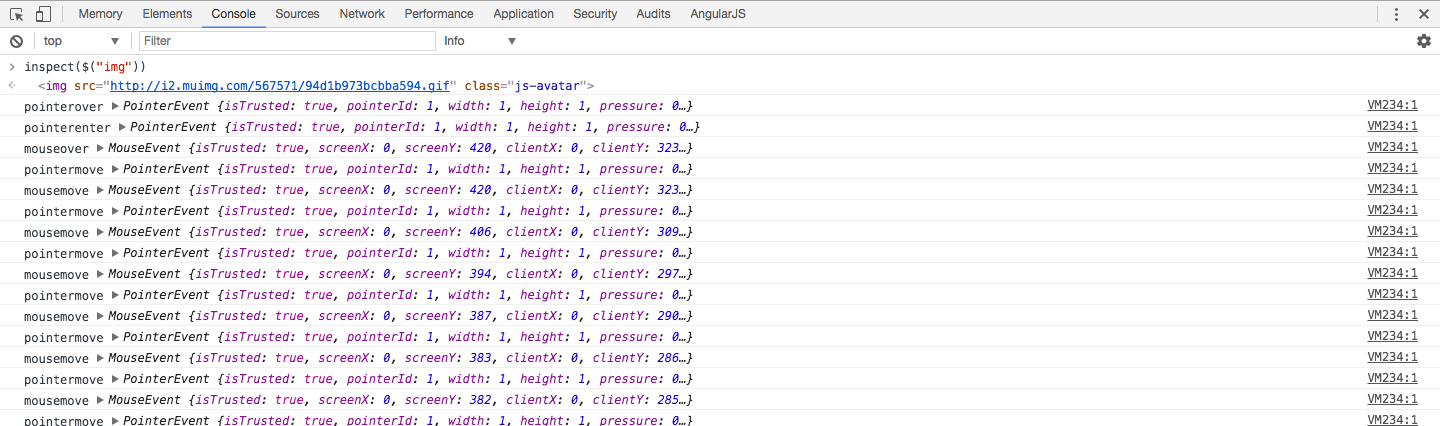 Memory Elements Console Sources Network Performance Application Security Audits AngularJS
top Filter Info
> inspect($("img"))
<img src="http://i2.muimg.com/567571/94d1b973bcbba594.gif" class="js-avatar">
pointerover ▶ PointerEvent {isTrusted: true, pointerId: 1, width: 1, height: 1, pressure: 0…} VM234:1
pointerenter ▶ PointerEvent {isTrusted: true, pointerId: 1, width: 1, height: 1, pressure: 0…} VM234:1
mouseover ▶ MouseEvent {isTrusted: true, screenX: 0, screenY: 420, clientX: 0, clientY: 323…} VM234:1
pointermove ▶ PointerEvent {isTrusted: true, pointerId: 1, width: 1, height: 1, pressure: 0…} VM234:1
mousemove ▶ MouseEvent {isTrusted: true, screenX: 0, screenY: 420, clientX: 0, clientY: 323…} VM234:1
pointermove ▶ PointerEvent {isTrusted: true, pointerId: 1, width: 1, height: 1, pressure: 0…} VM234:1
mousemove ▶ MouseEvent {isTrusted: true, screenX: 0, screenY: 406, clientX: 0, clientY: 309…} VM234:1
pointermove ▶ PointerEvent {isTrusted: true, pointerId: 1, width: 1, height: 1, pressure: 0…} VM234:1
mousemove ▶ MouseEvent {isTrusted: true, screenX: 0, screenY: 394, clientX: 0, clientY: 297…} VM234:1
pointermove ▶ PointerEvent {isTrusted: true, pointerId: 1, width: 1, height: 1, pressure: 0…} VM234:1
mousemove ▶ MouseEvent {isTrusted: true, screenX: 0, screenY: 387, clientX: 0, clientY: 290…} VM234:1
pointermove ▶ PointerEvent {isTrusted: true, pointerId: 1, width: 1, height: 1, pressure: 0…} VM234:1
mousemove ▶ MouseEvent {isTrusted: true, screenX: 0, screenY: 383, clientX: 0, clientY: 286…} VM234:1
pointermove ▶ PointerEvent {isTrusted: true, pointerId: 1, width: 1, height: 1, pressure: 0…} VM234:1
mousemove ▶ MouseEvent {isTrusted: true, screenX: 0, screenY: 382, clientX: 0, clientY: 285…} VM234:1
pointermove ▶ PointerEvent {isTrusted: true, pointerId: 1, width: 1, height: 1, pressure: 0…} VM234:1